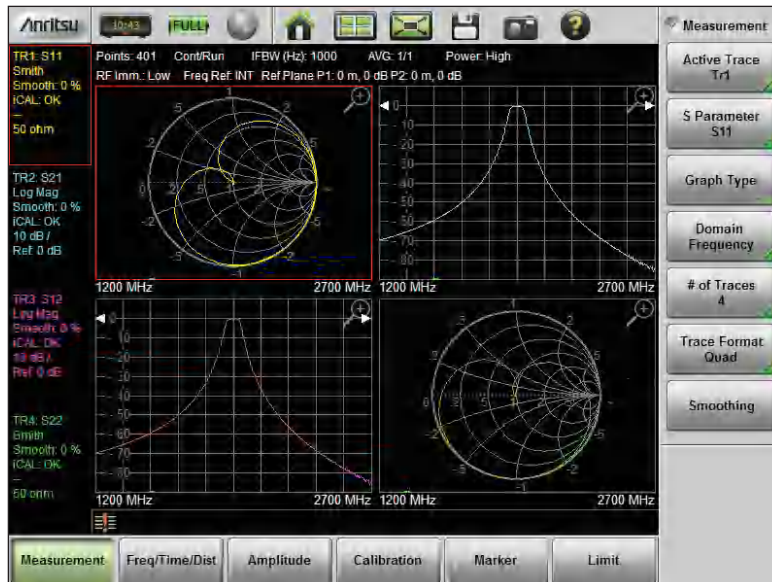 Anritsu
10:43
FULL
Measurement
TR1: S11
Smith
Smooth: 0 %
iCAL: OK
--
50 ohm
Points: 401 Cont/Run IFBW (Hz): 1000 AVG: 1/1 Power: High
RF Imm.: Low Freq Ref: INT Ref Plane P1: 0 m, 0 dB P2: 0 m, 0 dB
TR2: S21
Log Mag
Smooth: 0 %
iCAL: OK
10 dB /
Ref: 0 dB
1200 MHz 2700 MHz 1200 MHz 2700 MHz
TR3: S12
Log Mag
Smooth: 0 %
iCAL: OK
10 dB /
Ref: 0 dB
TR4: S22
Smith
Smooth: 0 %
iCAL: OK
--
50 ohm
1200 MHz 2700 MHz 1200 MHz 2700 MHz
Active Trace
Tr1
S Parameter
S11
Graph Type
Domain
Frequency
# of Traces
4
Trace Format
Quad
Smoothing
Measurement Freq/Time/Dist Amplitude Calibration Marker Limit